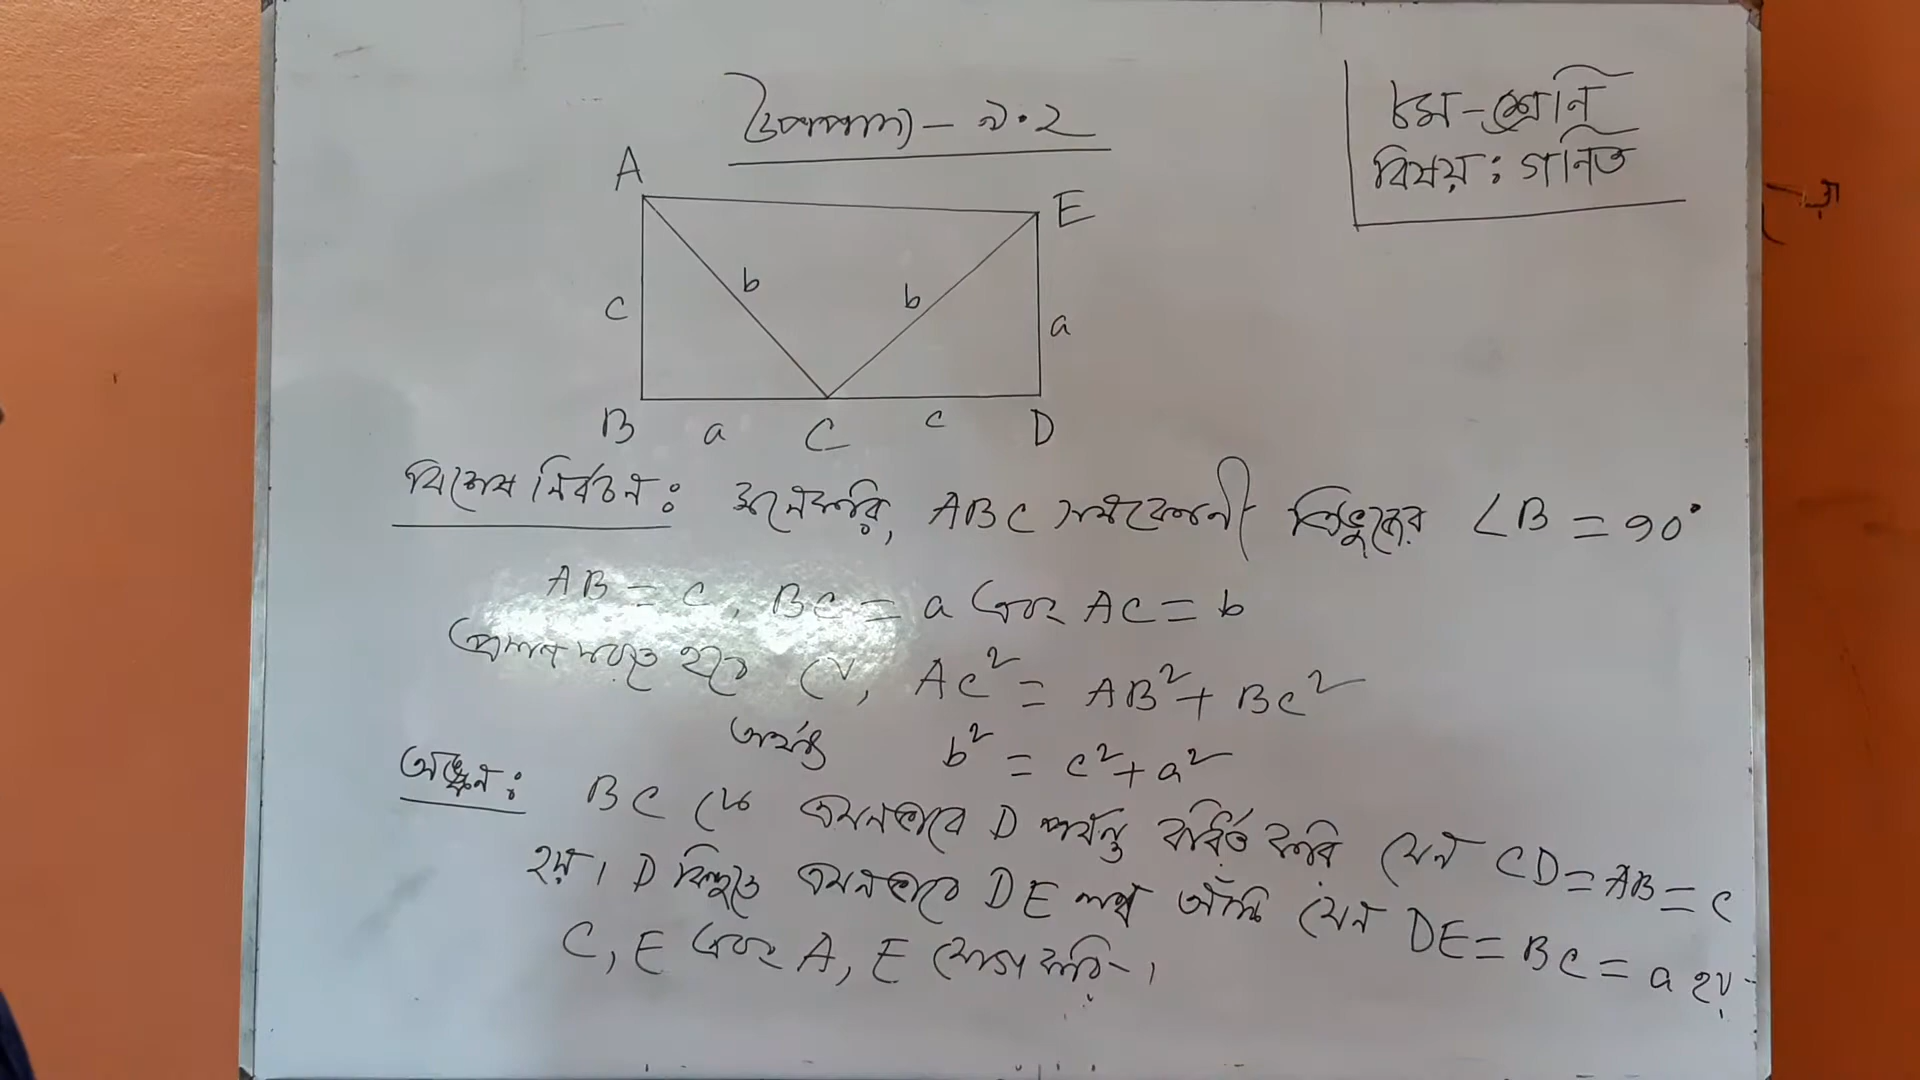 উপপাদ্য - ৯.২
৮ম-শ্রেনি
বিষয়: গনিত
A
E
b
b
c
a
B
a
C
c
D
বিশেষ নির্বচন: মনেকরি, ABC সমকোণী ত্রিভুজের ∠B = 90°
AB = c, BC = a এবং AC = b
প্রমাণ করতে হবে যে, AC² = AB² + BC²
অর্থাৎ b² = c² + a²
অঙ্কন: BC কে এমনভাবে D পর্যন্ত বর্ধিত করি যেন CD = AB = c
হয়। D বিন্দুতে এমনভাবে DE লম্ব আঁকি যেন DE = BC = a হয়
C, E এবং A, E যোগ করি।